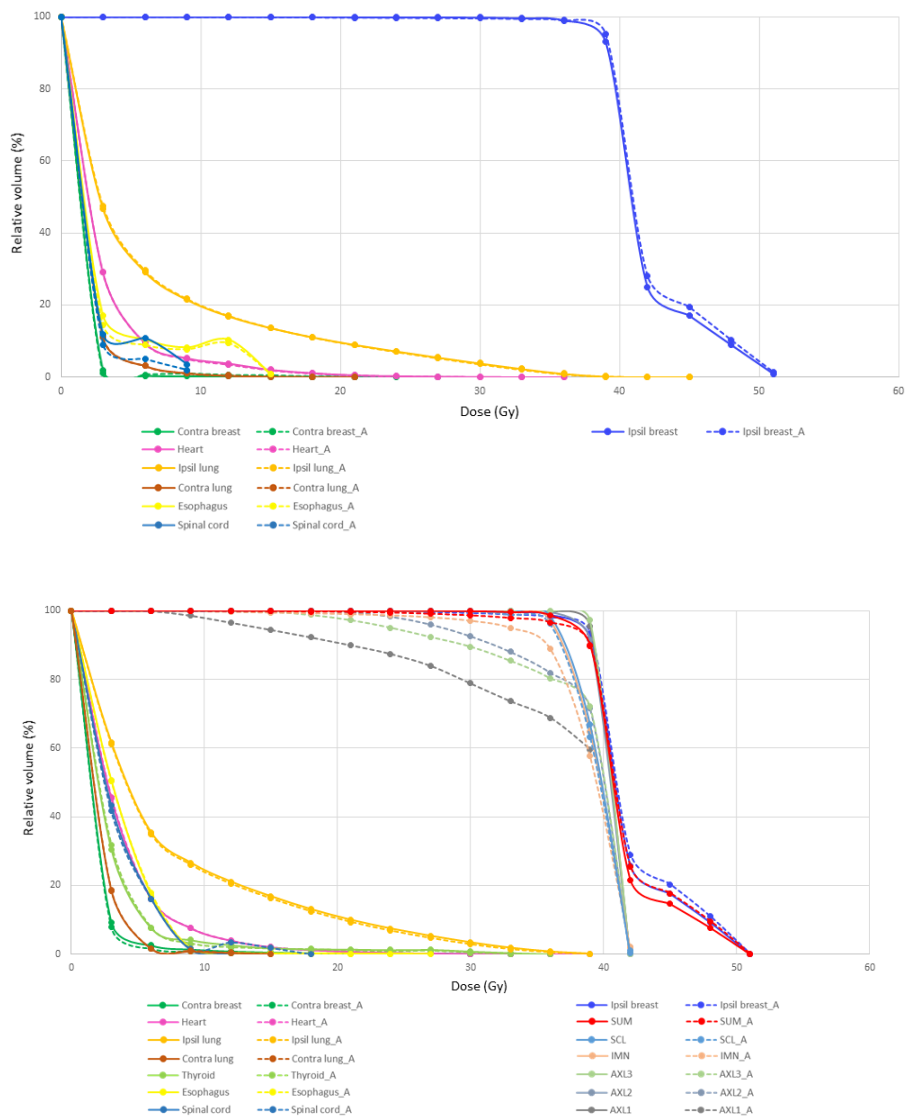 100
80
60
40
20
0
Relative volume (%)
0 10 20 30 40 50 60
Dose (Gy)
Contra breast Contra breast_A Ipsil breast Ipsil breast_A
Heart Heart_A
Ipsil lung Ipsil lung_A
Contra lung Contra lung_A
Esophagus Esophagus_A
Spinal cord Spinal cord_A
100
80
60
40
20
0
Relative volume (%)
0 10 20 30 40 50 60
Dose (Gy)
Contra breast Contra breast_A Ipsil breast Ipsil breast_A
Heart Heart_A SUM SUM_A
Ipsil lung Ipsil lung_A SCL SCL_A
Contra lung Contra lung_A IMN IMN_A
Thyroid Thyroid_A AXL3 AXL3_A
Esophagus Esophagus_A AXL2 AXL2_A
Spinal cord Spinal cord_A AXL1 AXL1_A